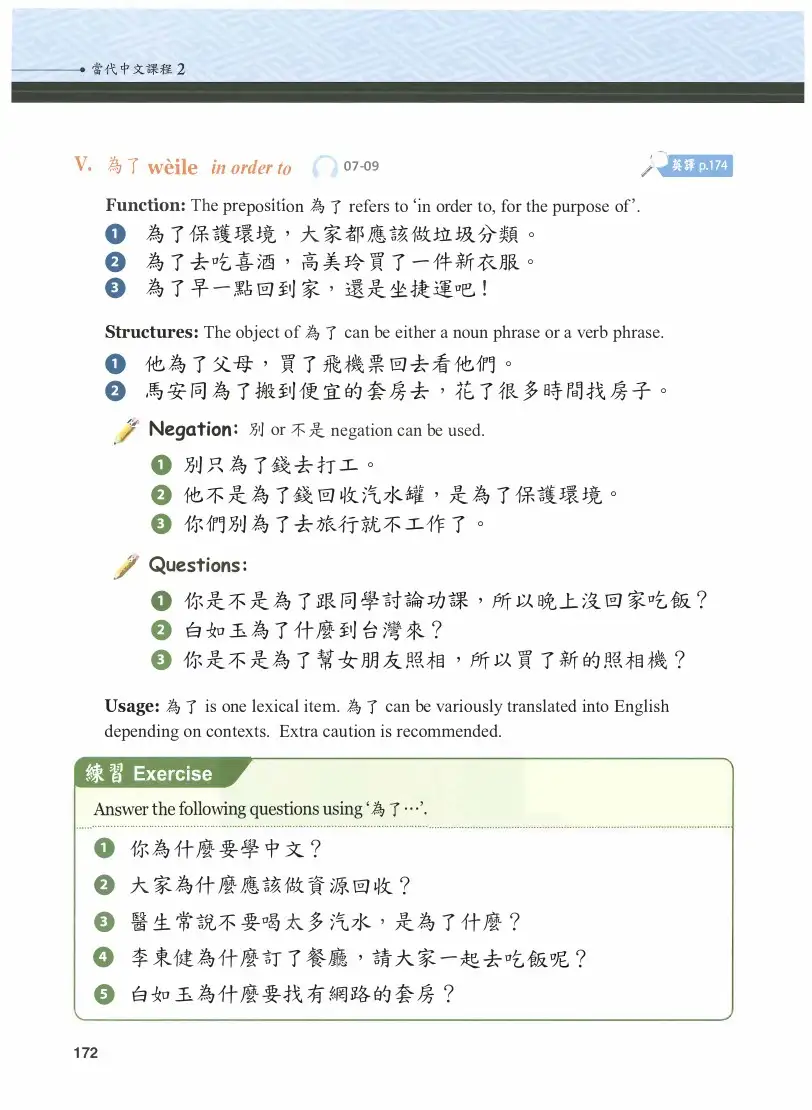 當代中文課程 2
V. 為了 wèile in order to 07-09
英譯 p.174
Function: The preposition 為了 refers to ‘in order to, for the purpose of’.
1 為了保護環境，大家都應該做垃圾分類。
2 為了去吃喜酒，高美玲買了一件新衣服。
3 為了早一點回到家，還是坐捷運吧！
Structures: The object of 為了 can be either a noun phrase or a verb phrase.
1 他為了父母，買了飛機票回去看他們。
2 馬安同為了搬到便宜的套房去，花了很多時間找房子。
Negation: 別 or 不是 negation can be used.
1 別只為了錢去打工。
2 他不是為了錢回收汽水罐，是為了保護環境。
3 你們別為了去旅行就不工作了。
Questions:
1 你是不是為了跟同學討論功課，所以晚上沒回家吃飯？
2 白如玉為了什麼到台灣來？
3 你是不是為了幫女朋友照相，所以買了新的照相機？
Usage: 為了 is one lexical item. 為了 can be variously translated into English
depending on contexts. Extra caution is recommended.
練習 Exercise
Answer the following questions using ‘為了…’.
1 你為什麼要學中文？
2 大家為什麼應該做資源回收？
3 醫生常說不要喝太多汽水，是為了什麼？
4 李東健為什麼訂了餐廳，請大家一起去吃飯呢？
5 白如玉為什麼要找有網路的套房？
172